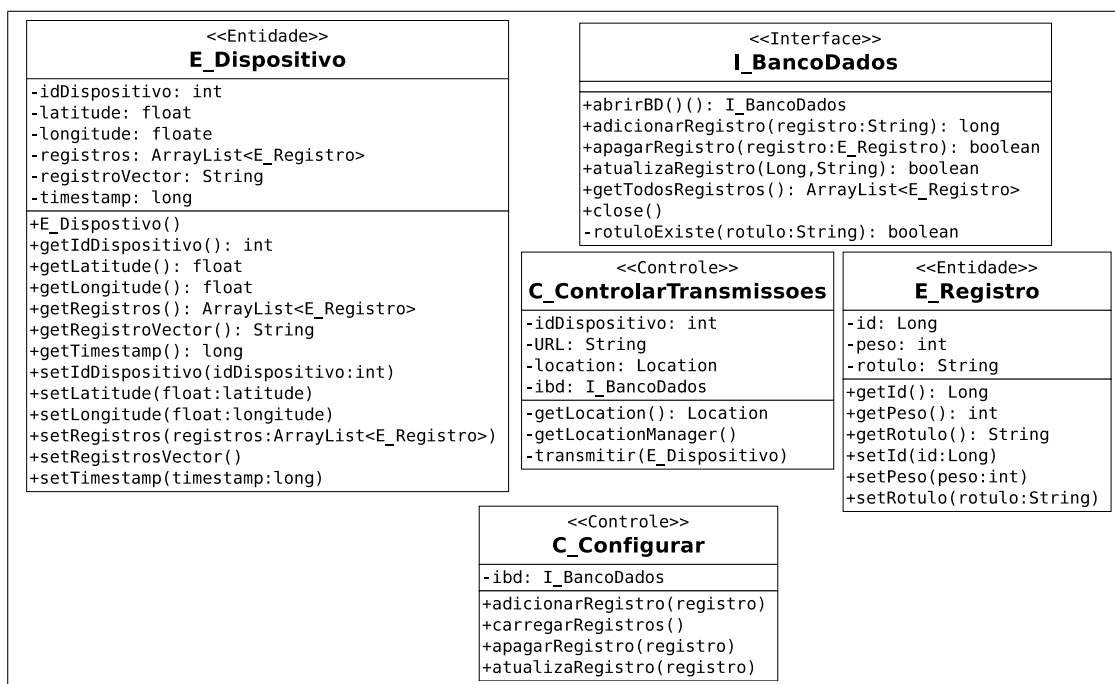 <<Entidade>>
E_Dispositivo
-idDispositivo: int
-latitude: float
-longitude: floate
-registros: ArrayList<E_Registro>
-registroVector: String
-timestamp: long
+E_Dispostivo()
+getIdDispositivo(): int
+getLatitude(): float
+getLongitude(): float
+getRegistros(): ArrayList<E_Registro>
+getRegistroVector(): String
+getTimestamp(): long
+setIdDispositivo(idDispositivo:int)
+setLatitude(float:latitude)
+setLongitude(float:longitude)
+setRegistros(registros:ArrayList<E_Registro>)
+setRegistrosVector()
+setTimestamp(timestamp:long)
<<Interface>>
I_BancoDados
+abrirBD()(): I_BancoDados
+adicionarRegistro(registro:String): long
+apagarRegistro(registro:E_Registro): boolean
+atualizaRegistro(Long,String): boolean
+getTodosRegistros(): ArrayList<E_Registro>
+close()
-rotuloExiste(rotulo:String): boolean
<<Controle>>
C_ControlarTransmissoes
-idDispositivo: int
-URL: String
-location: Location
-ibd: I_BancoDados
-getLocation(): Location
-getLocationManager()
-transmitir(E_Dispositivo)
<<Entidade>>
E_Registro
-id: Long
-peso: int
-rotulo: String
+getId(): Long
+getPeso(): int
+getRotulo(): String
+setId(id:Long)
+setPeso(peso:int)
+setRotulo(rotulo:String)
<<Controle>>
C_Configurar
-ibd: I_BancoDados
+adicionarRegistro(registro)
+carregarRegistros()
+apagarRegistro(registro)
+atualizaRegistro(registro)